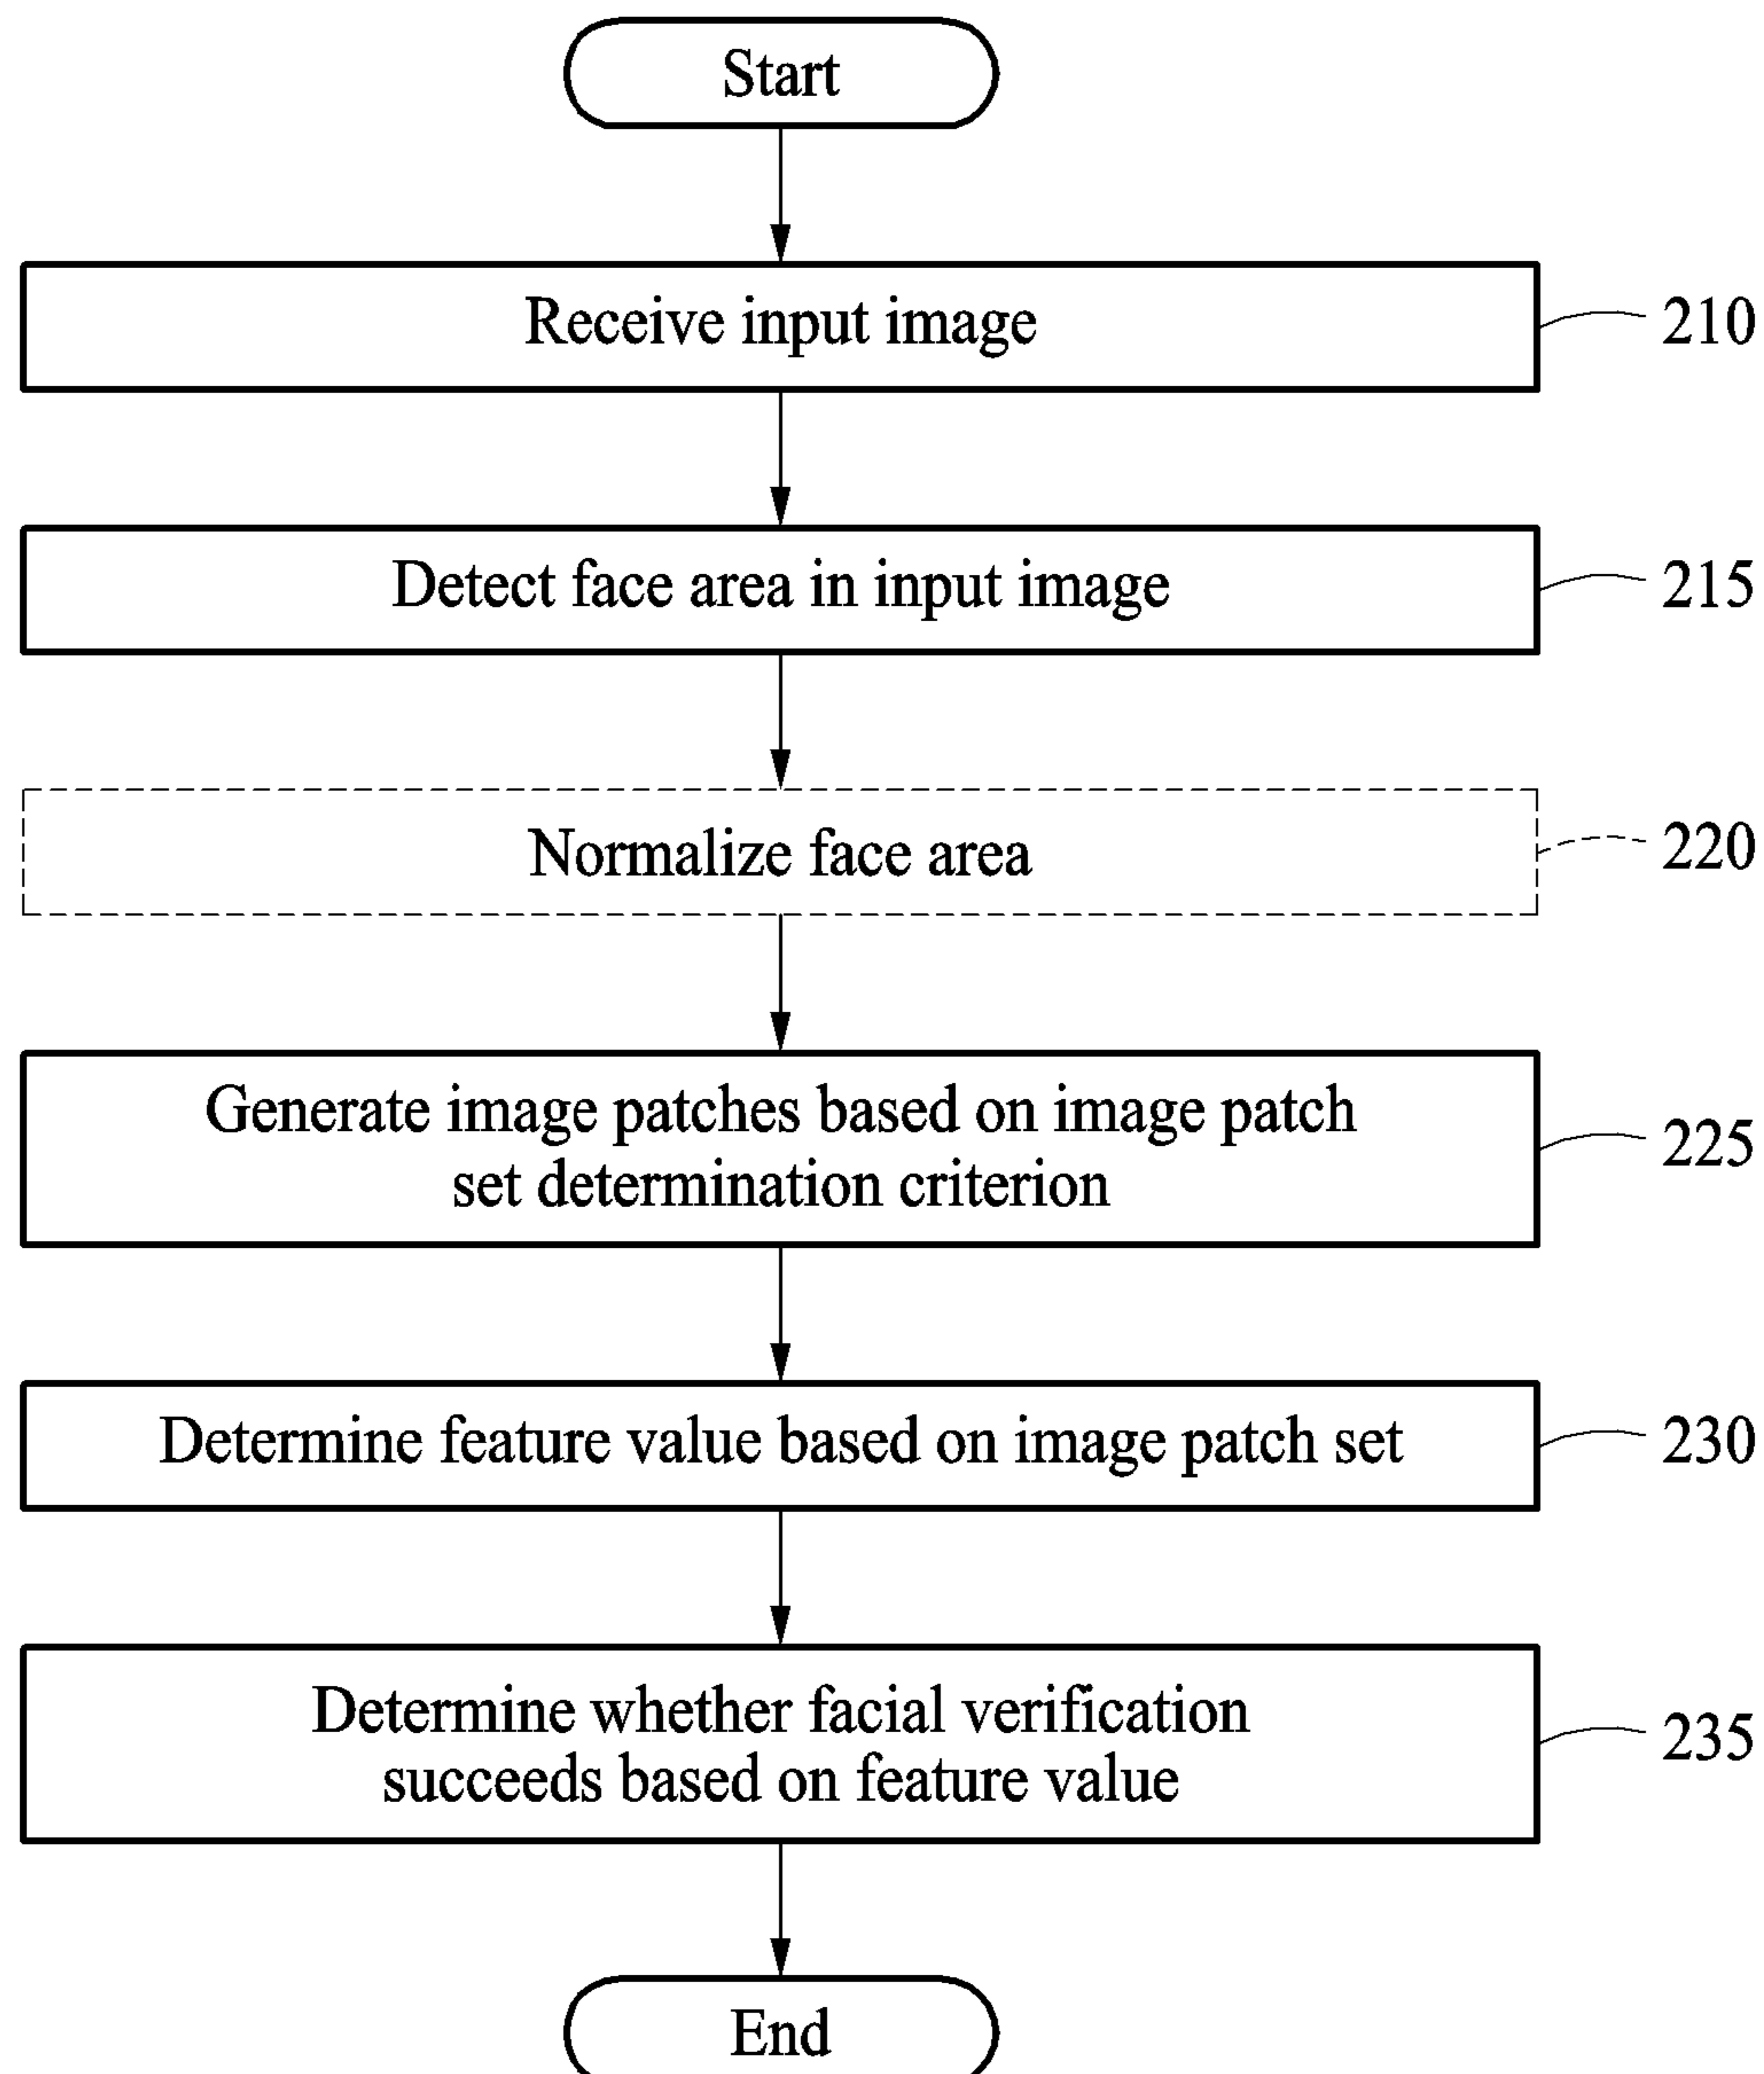 Start
Receive input image
210
Detect face area in input image
215
Normalize face area
220
Generate image patches based on image patch
set determination criterion
225
Determine feature value based on image patch set
230
Determine whether facial verification
succeeds based on feature value
235
End